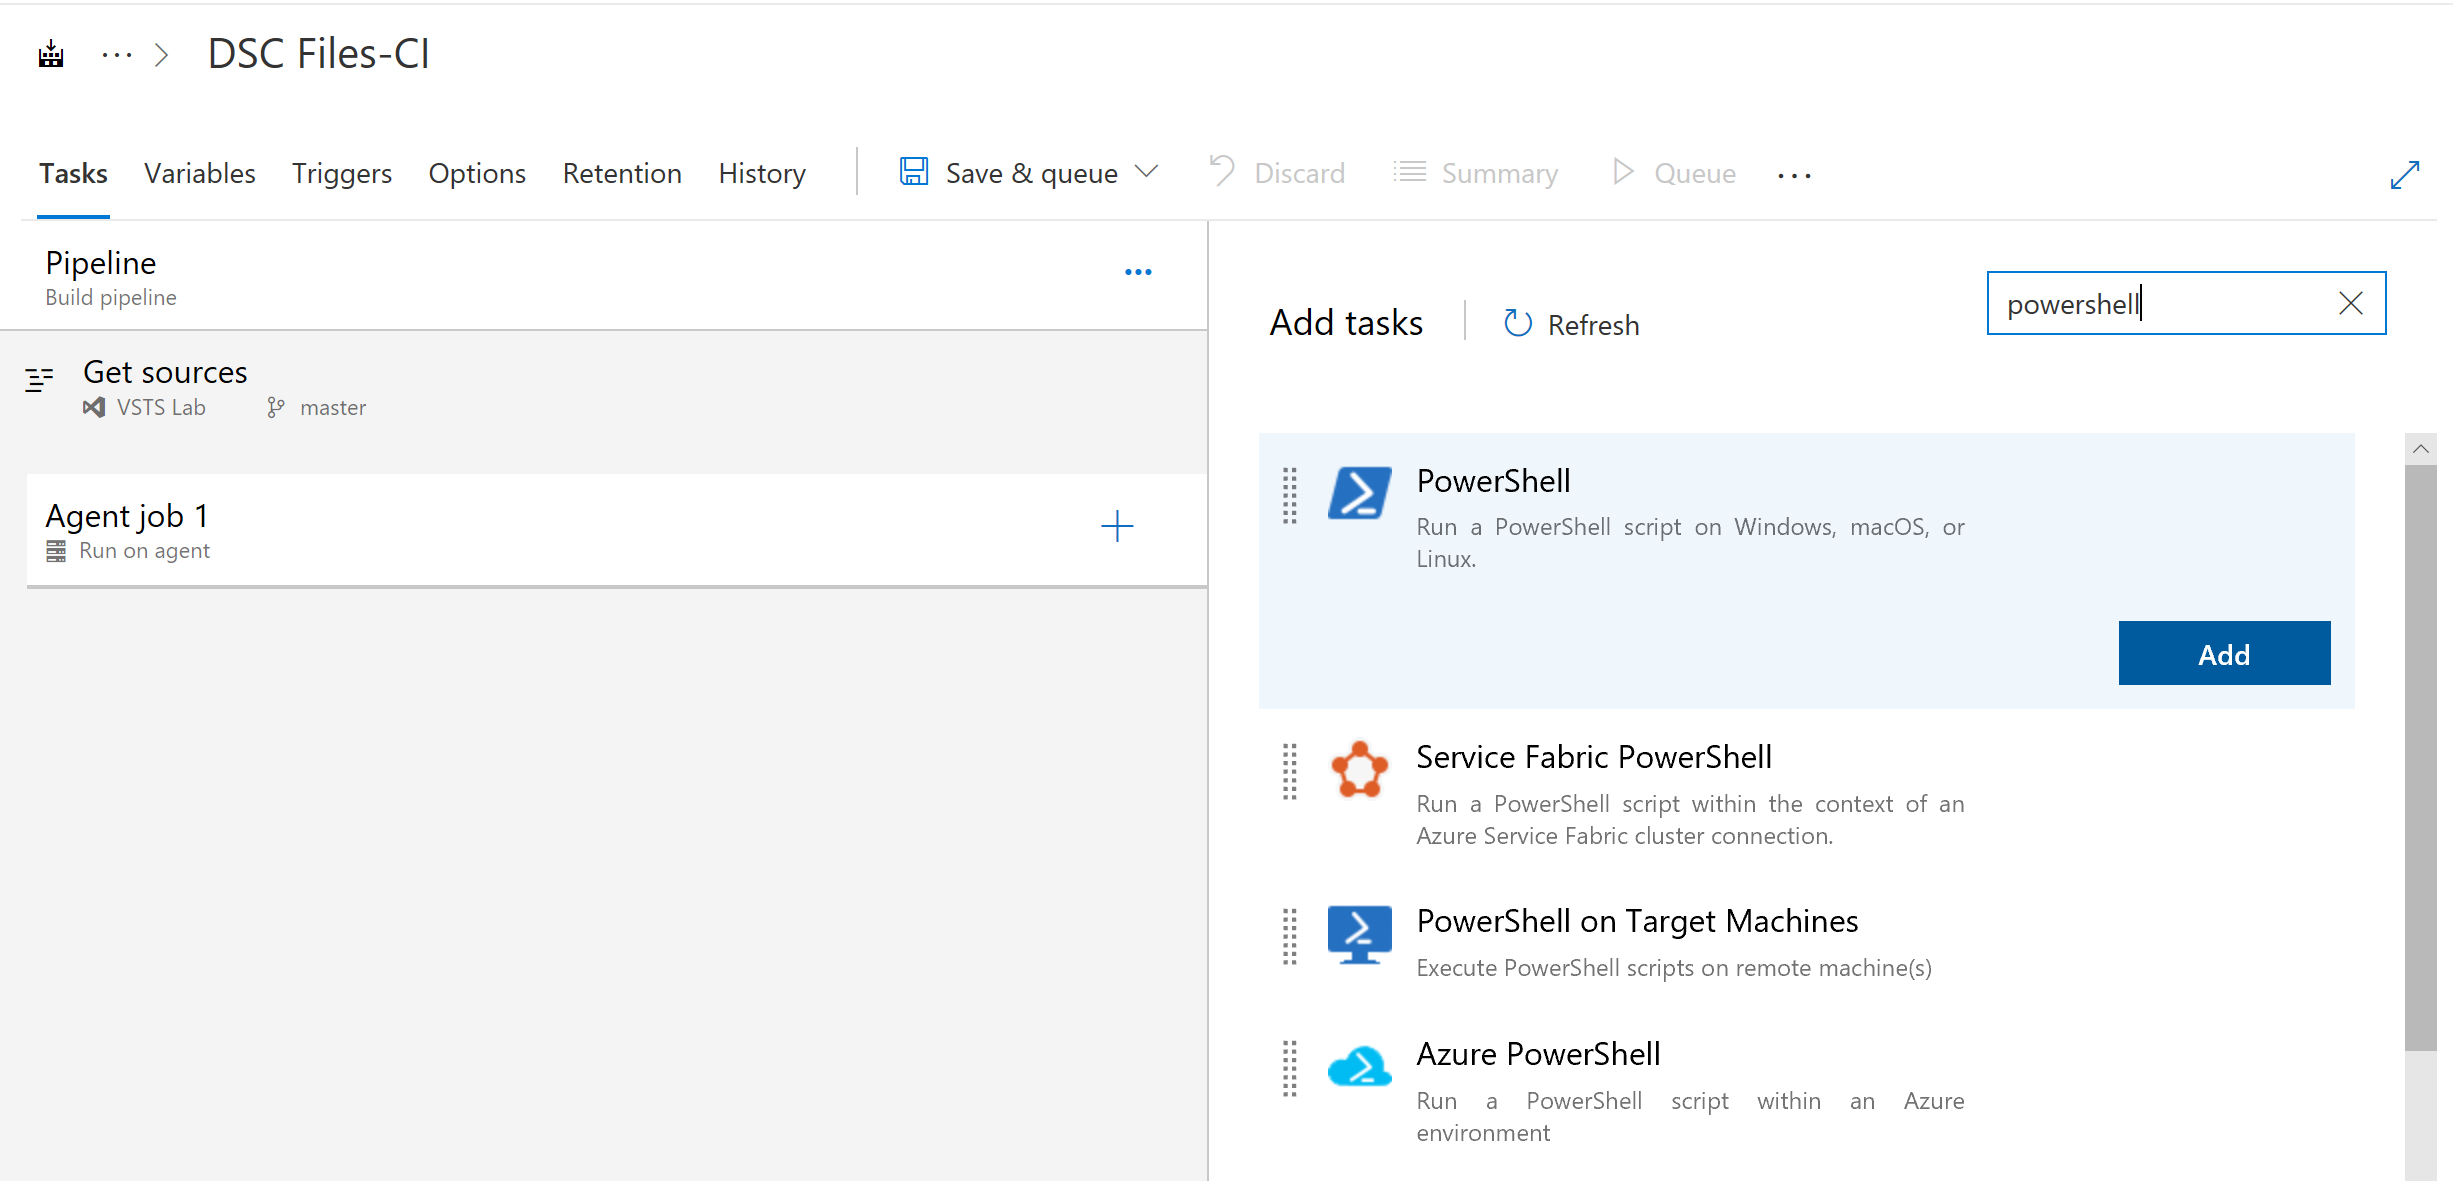 DSC Files-CI
Tasks
Variables
Triggers
Options
Retention
History
Save & queue
Discard
Summary
Queue
Pipeline
Build pipeline
Get sources
VSTS Lab
master
Agent job 1
Run on agent
Add tasks
Refresh
powershell
PowerShell
Run a PowerShell script on Windows, macOS, or
Linux.
Add
Service Fabric PowerShell
Run a PowerShell script within the context of an
Azure Service Fabric cluster connection.
PowerShell on Target Machines
Execute PowerShell scripts on remote machine(s)
Azure PowerShell
Run a PowerShell script within an Azure
environment